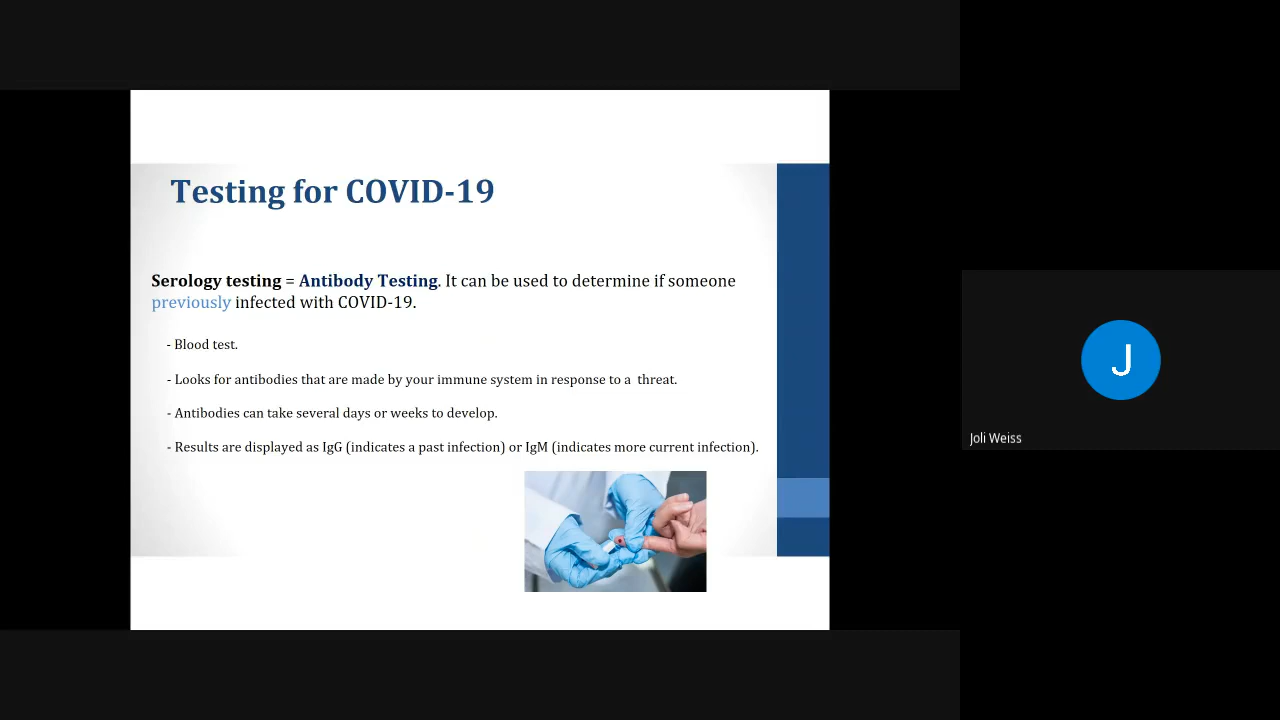 Testing for COVID-19
Serology testing = Antibody Testing. It can be used to determine if someone
previously infected with COVID-19.
- Blood test.
- Looks for antibodies that are made by your immune system in response to a  threat.
- Antibodies can take several days or weeks to develop.
- Results are displayed as IgG (indicates a past infection) or IgM (indicates more current infection).
J
Joli Weiss